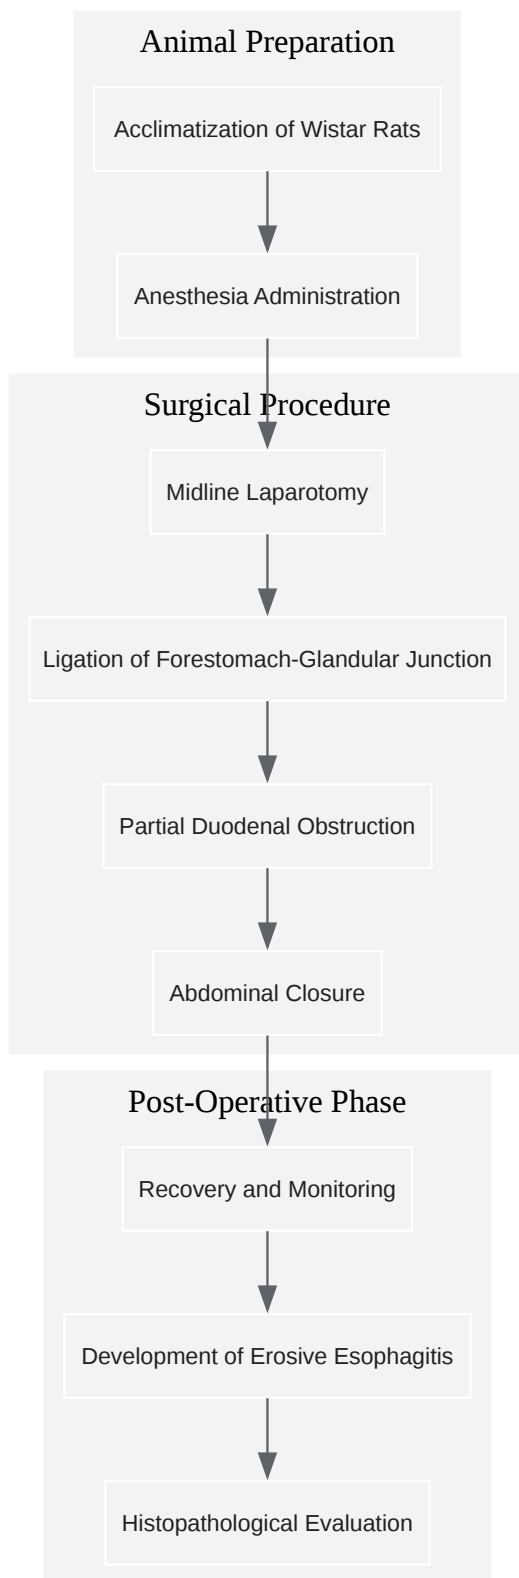 Animal Preparation
Acclimatization of Wistar Rats
Anesthesia Administration
Surgical Procedure
Midline Laparotomy
Ligation of Forestomach-Glandular Junction
Partial Duodenal Obstruction
Abdominal Closure
Post-Operative Phase
Recovery and Monitoring
Development of Erosive Esophagitis
Histopathological Evaluation